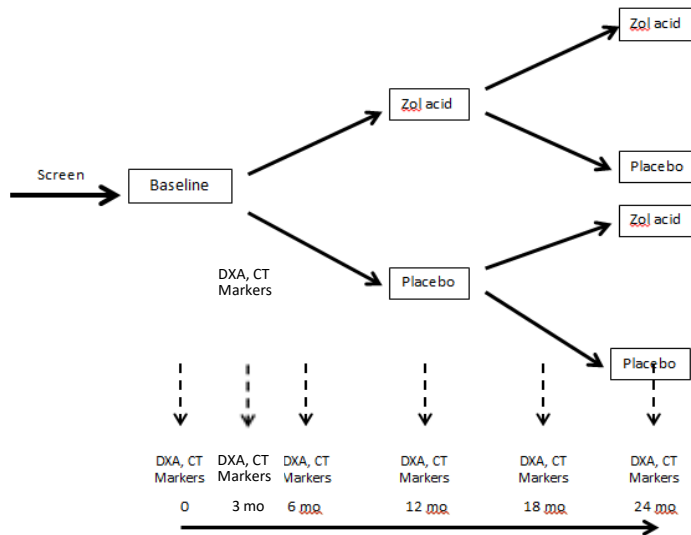 Zol acid
Zol acid
Placebo
Screen
Baseline
Zol acid
DXA, CT
Markers
Placebo
Placebo
DXA, CT
Markers
0
DXA, CT
Markers
3 mo
DXA, CT
Markers
6 mo
DXA, CT
Markers
12 mo
DXA, CT
Markers
18 mo
DXA, CT
Markers
24 mo